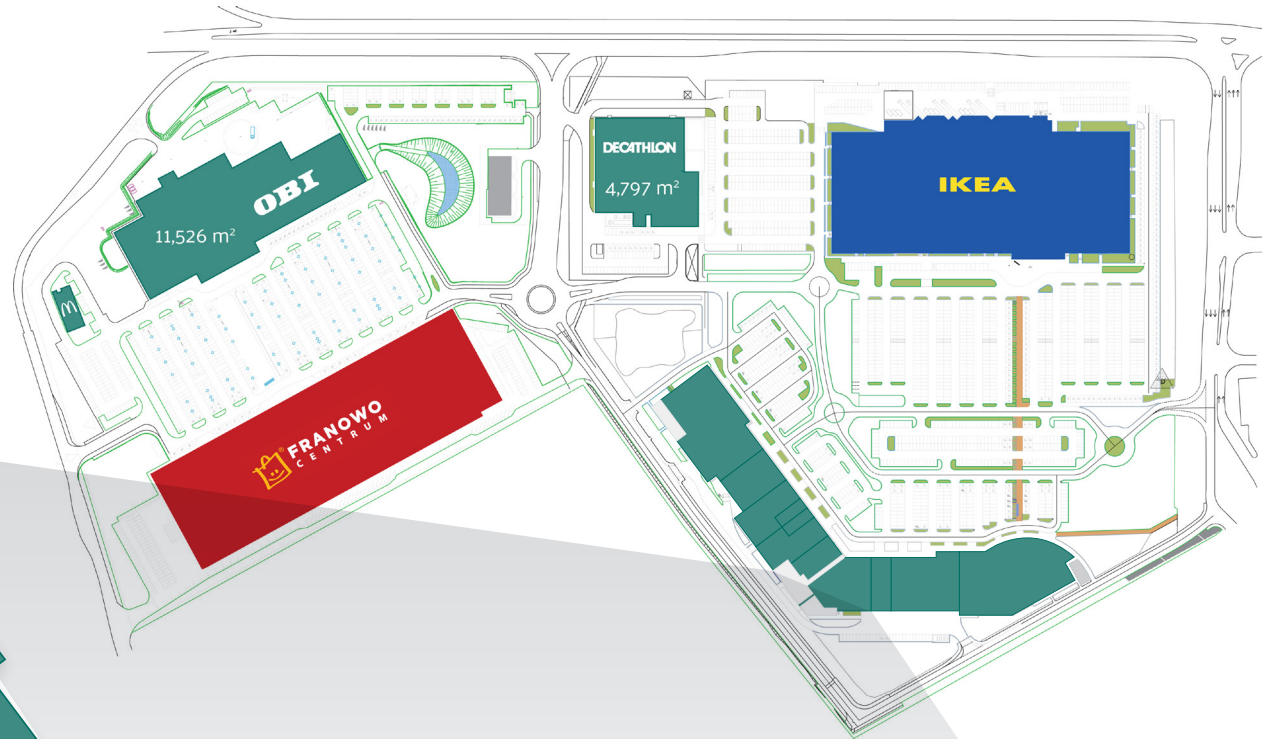 OBI
11,526 m²
DECATHLON
4,797 m²
IKEA
FRANOWO
CENTRUM